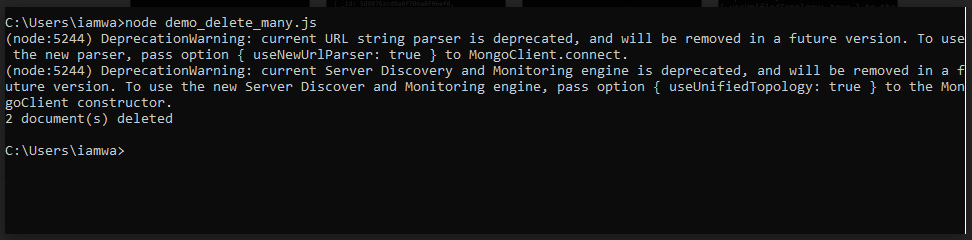 C:\Users\iamwa>node demo_delete_many.js
(node:5244) DeprecationWarning: current URL string parser is deprecated, and will be removed in a future version. To use
 the new parser, pass option { useNewUrlParser: true } to MongoClient.connect.
(node:5244) DeprecationWarning: current Server Discovery and Monitoring engine is deprecated, and will be removed in a f
uture version. To use the new Server Discover and Monitoring engine, pass option { useUnifiedTopology: true } to the Mon
goClient constructor.
2 document(s) deleted
C:\Users\iamwa>